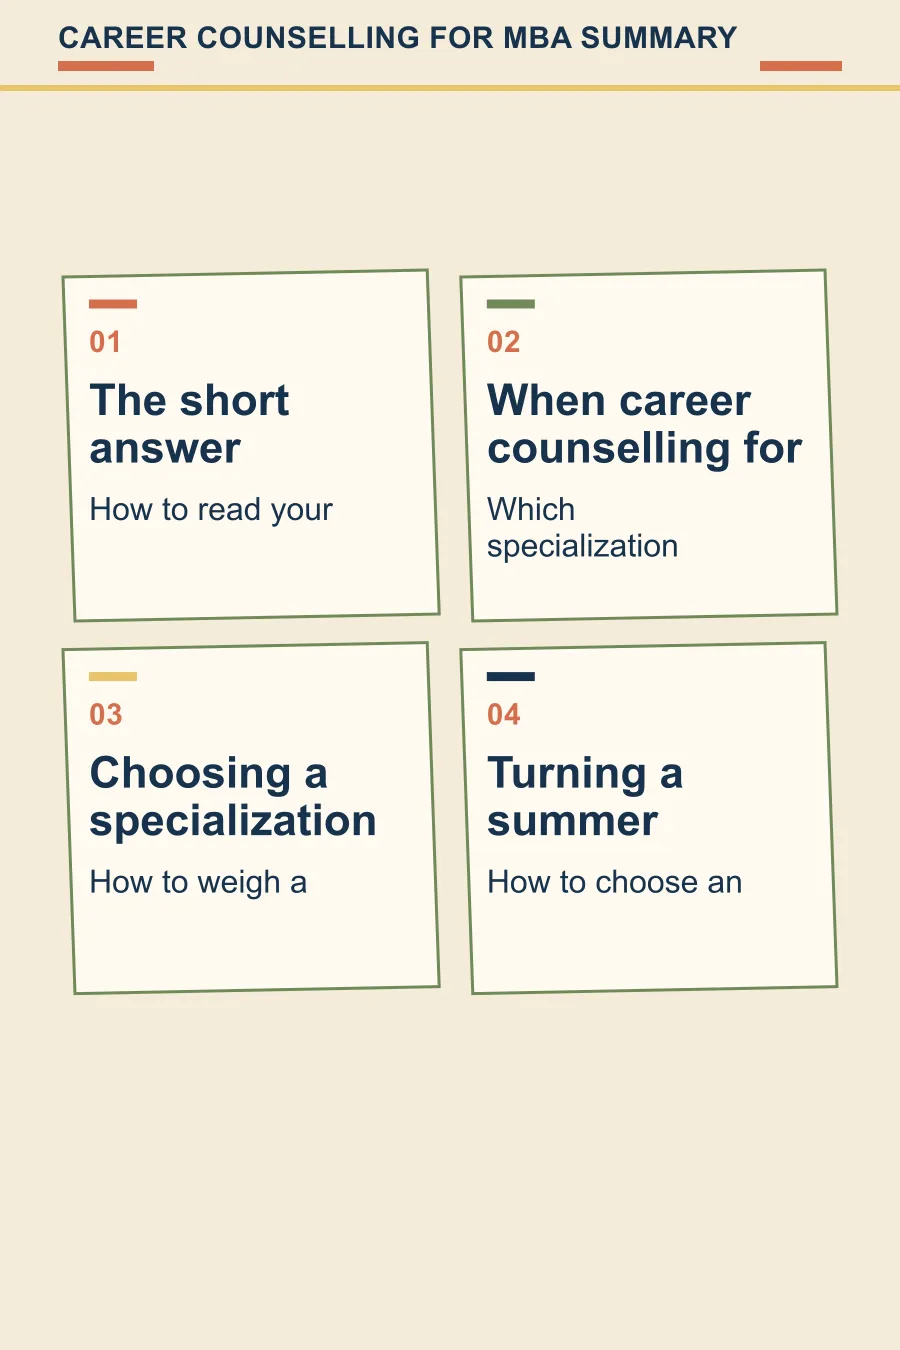 CAREER COUNSELLING FOR MBA SUMMARY
01
The short
answer
How to read your
02
When career
counselling for
Which
specialization
03
Choosing a
specialization
How to weigh a
04
Turning a
summer
How to choose an